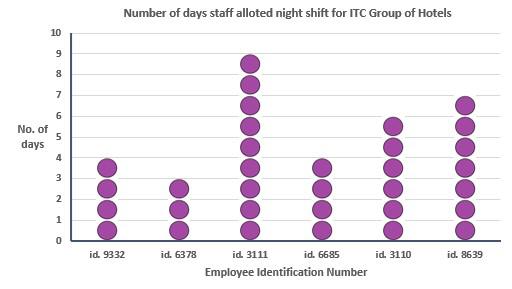 Number of days staff alloted night shift for ITC Group of Hotels
10
9
8
7
6
5
4
3
2
1
0
No. of
days
id. 9332 id. 6378 id. 3111 id. 6685 id. 3110 id. 8639
Employee Identification Number